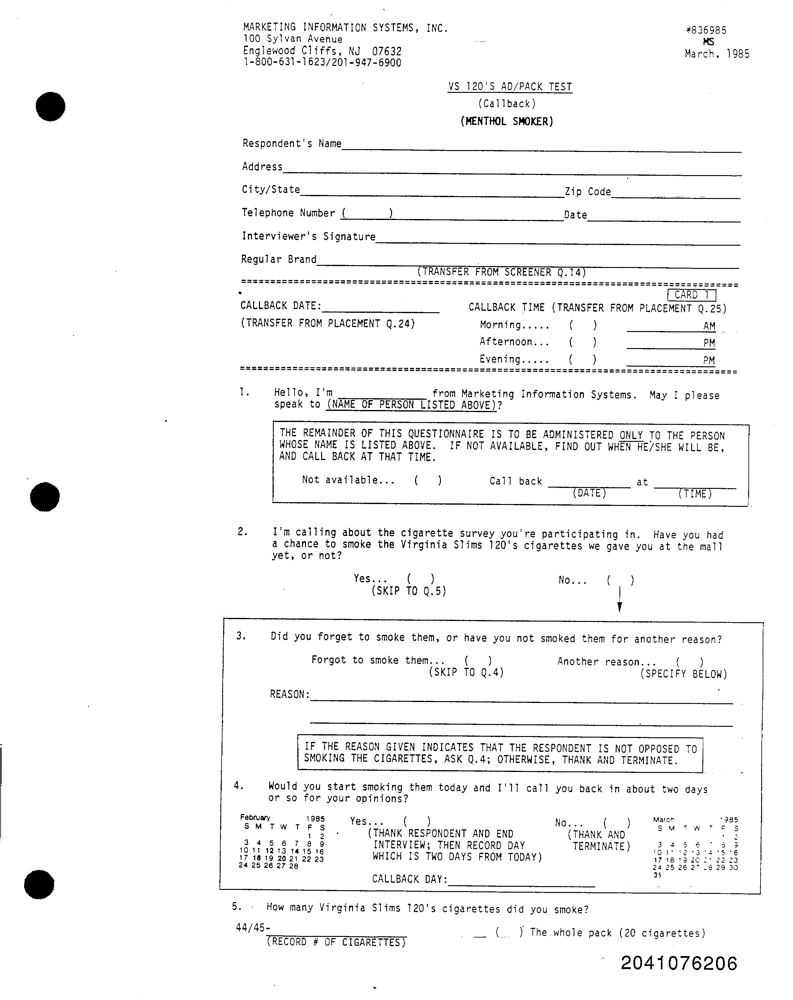 MARKETING INFORMATION SYSTEMS, INC. #836985
100 Sylvan Avenue MS
Englewood Cliffs, NJ 07632 March, 1985
1-800-631-1623/201-947-6900
VS 120'S AD/PACK TEST
(Callback)
(MENTHOL SMOKER)
Respondent's Name
Address
City/State Zip Code
Telephone Number ( ) Date
Interviewer's Signature
Regular Brand
(TRANSFER FROM SCREENER Q.14)
CARD 1
CALLBACK DATE: CALLBACK TIME (TRANSFER FROM PLACEMENT Q.25)
(TRANSFER FROM PLACEMENT Q.24) Morning..... ( ) AM
Afternoon... ( ) PM
Evening..... ( ) PM
1. Hello, I'm from Marketing Information Systems. May I please
speak to (NAME OF PERSON LISTED ABOVE)?
THE REMAINDER OF THIS QUESTIONNAIRE IS TO BE ADMINISTERED ONLY TO THE PERSON
WHOSE NAME IS LISTED ABOVE. IF NOT AVAILABLE, FIND OUT WHEN HE/SHE WILL BE,
AND CALL BACK AT THAT TIME.
Not available... ( ) Call back at
(DATE) (TIME)
2. I'm calling about the cigarette survey you're participating in. Have you had
a chance to smoke the Virginia Slims 120's cigarettes we gave you at the mall
yet, or not?
Yes... ( ) No... ( )
(SKIP TO Q.5)
3. Did you forget to smoke them, or have you not smoked them for another reason?
Forgot to smoke them... ( ) Another reason... ( )
(SKIP TO Q.4) (SPECIFY BELOW)
REASON:
IF THE REASON GIVEN INDICATES THAT THE RESPONDENT IS NOT OPPOSED TO
SMOKING THE CIGARETTES, ASK Q.4; OTHERWISE, THANK AND TERMINATE.
4. Would you start smoking them today and I'll call you back in about two days
or so for your opinions?
February 1985 Yes... ( ) No... ( ) March 1985
S M T W T F S (THANK RESPONDENT AND END (THANK AND S M T W T F S
1 2 INTERVIEW; THEN RECORD DAY TERMINATE) 1 2
3 4 5 6 7 8 9 WHICH IS TWO DAYS FROM TODAY) 3 4 5 6 7 8 9
10 11 12 13 14 15 16 10 11 12 13 14 15 16
17 18 19 20 21 22 23 17 18 19 20 21 22 23
24 25 26 27 28 24 25 26 27 28 29 30
31
CALLBACK DAY:
5. How many Virginia Slims 120's cigarettes did you smoke?
44/45-
(RECORD # OF CIGARETTES) ( ) The whole pack (20 cigarettes)
2041076206